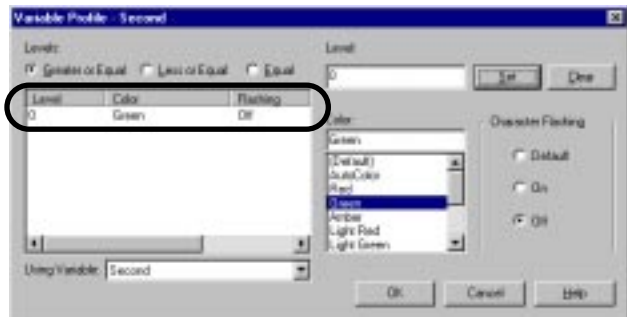 Variable Profile - Second
Levels:
Greater or Equal Less or Equal Equal
Level Color Flashing
0 Green Off
Using Variable: Second
Level:
0
Set Clear
Color:
Green
(Default)
AutoColor
Red
Green
Amber
Light Red
Light Green
Character Flashing
Default
On
Off
OK Cancel Help